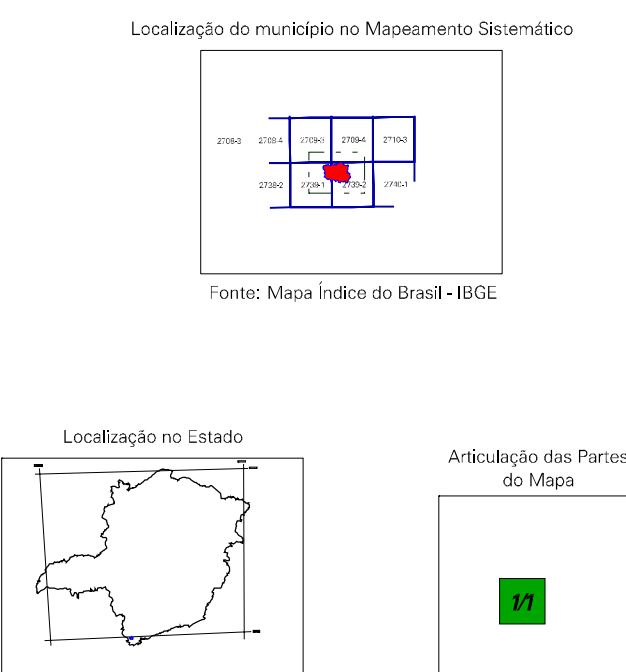 Localização do município no Mapeamento Sistemático
2708-3 2708-4 2709-3 2709-4 2710-3
2738-2 2739-1 2739-2 2740-1
Fonte: Mapa Índice do Brasil - IBGE
Localização no Estado
Articulação das Partes
do Mapa
1/1